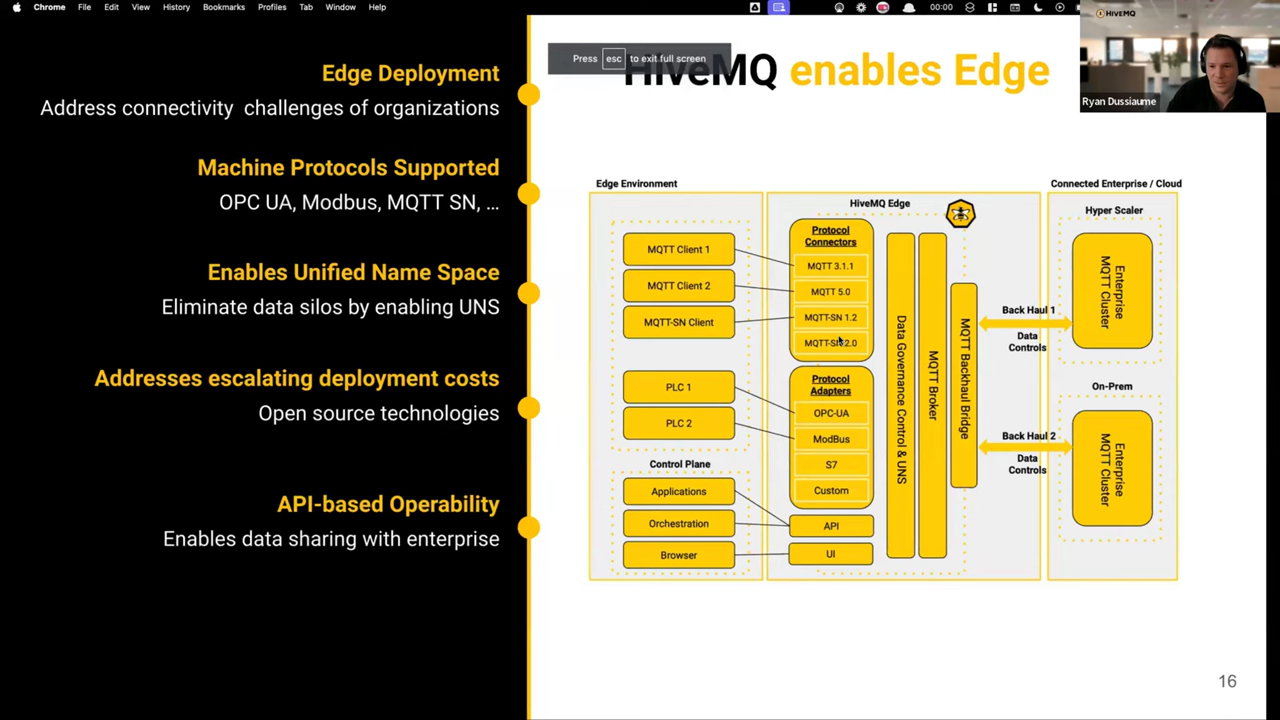 Chrome File Edit View History Bookmarks Profiles Tab Window Help 00:00
HIVEMQ
Ryan Dussiaume
Press esc to exit full screen
HiveMQ enables Edge
Edge Deployment
Address connectivity challenges of organizations
Machine Protocols Supported
OPC UA, Modbus, MQTT SN, ...
Enables Unified Name Space
Eliminate data silos by enabling UNS
Addresses escalating deployment costs
Open source technologies
API-based Operability
Enables data sharing with enterprise
Edge Environment
MQTT Client 1
MQTT Client 2
MQTT-SN Client
PLC 1
PLC 2
Control Plane
Applications
Orchestration
Browser
HiveMQ Edge
Protocol
Connectors
MQTT 3.1.1
MQTT 5.0
MQTT-SN 1.2
MQTT-SN 2.0
Protocol
Adapters
OPC-UA
ModBus
S7
Custom
API
UI
Data Governance Control & UNS
MQTT Broker
MQTT Backhaul Bridge
Back Haul 1
Data
Controls
Back Haul 2
Data
Controls
Connected Enterprise / Cloud
Hyper Scaler
Enterprise
MQTT Cluster
On-Prem
Enterprise
MQTT Cluster
16